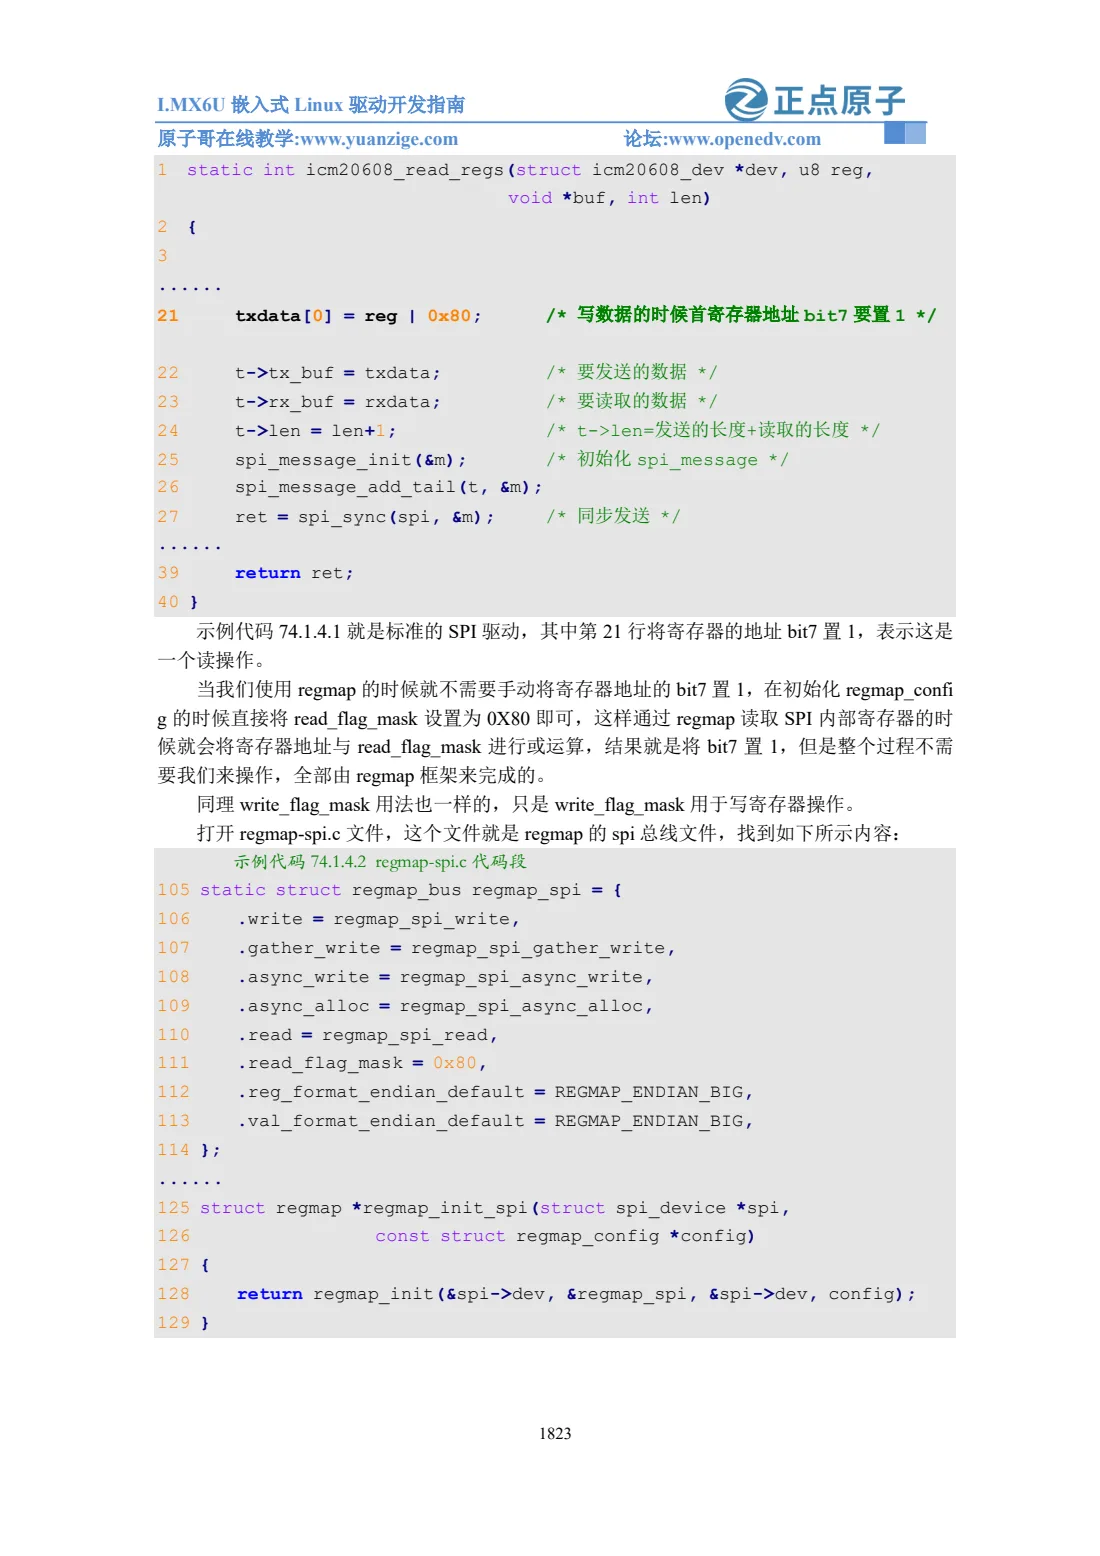 I.MX6U 嵌入式 Linux 驱动开发指南
正点原子
原子哥在线教学:www.yuanzige.com 论坛:www.openedv.com
1 static int icm20608_read_regs(struct icm20608_dev *dev, u8 reg,
void *buf, int len)
2 {
3
......
21 txdata[0] = reg | 0x80; /* 写数据的时候首寄存器地址 bit7 要置 1 */
22 t->tx_buf = txdata; /* 要发送的数据 */
23 t->rx_buf = rxdata; /* 要读取的数据 */
24 t->len = len+1; /* t->len=发送的长度+读取的长度 */
25 spi_message_init(&m); /* 初始化 spi_message */
26 spi_message_add_tail(t, &m);
27 ret = spi_sync(spi, &m); /* 同步发送 */
......
39 return ret;
40 }
示例代码 74.1.4.1 就是标准的 SPI 驱动，其中第 21 行将寄存器的地址 bit7 置 1，表示这是
一个读操作。
当我们使用 regmap 的时候就不需要手动将寄存器地址的 bit7 置 1，在初始化 regmap_confi
g 的时候直接将 read_flag_mask 设置为 0X80 即可，这样通过 regmap 读取 SPI 内部寄存器的时
候就会将寄存器地址与 read_flag_mask 进行或运算，结果就是将 bit7 置 1，但是整个过程不需
要我们来操作，全部由 regmap 框架来完成的。
同理 write_flag_mask 用法也一样的，只是 write_flag_mask 用于写寄存器操作。
打开 regmap-spi.c 文件，这个文件就是 regmap 的 spi 总线文件，找到如下所示内容：
示例代码 74.1.4.2 regmap-spi.c 代码段
105 static struct regmap_bus regmap_spi = {
106 .write = regmap_spi_write,
107 .gather_write = regmap_spi_gather_write,
108 .async_write = regmap_spi_async_write,
109 .async_alloc = regmap_spi_async_alloc,
110 .read = regmap_spi_read,
111 .read_flag_mask = 0x80,
112 .reg_format_endian_default = REGMAP_ENDIAN_BIG,
113 .val_format_endian_default = REGMAP_ENDIAN_BIG,
114 };
......
125 struct regmap *regmap_init_spi(struct spi_device *spi,
126 const struct regmap_config *config)
127 {
128 return regmap_init(&spi->dev, &regmap_spi, &spi->dev, config);
129 }
1823